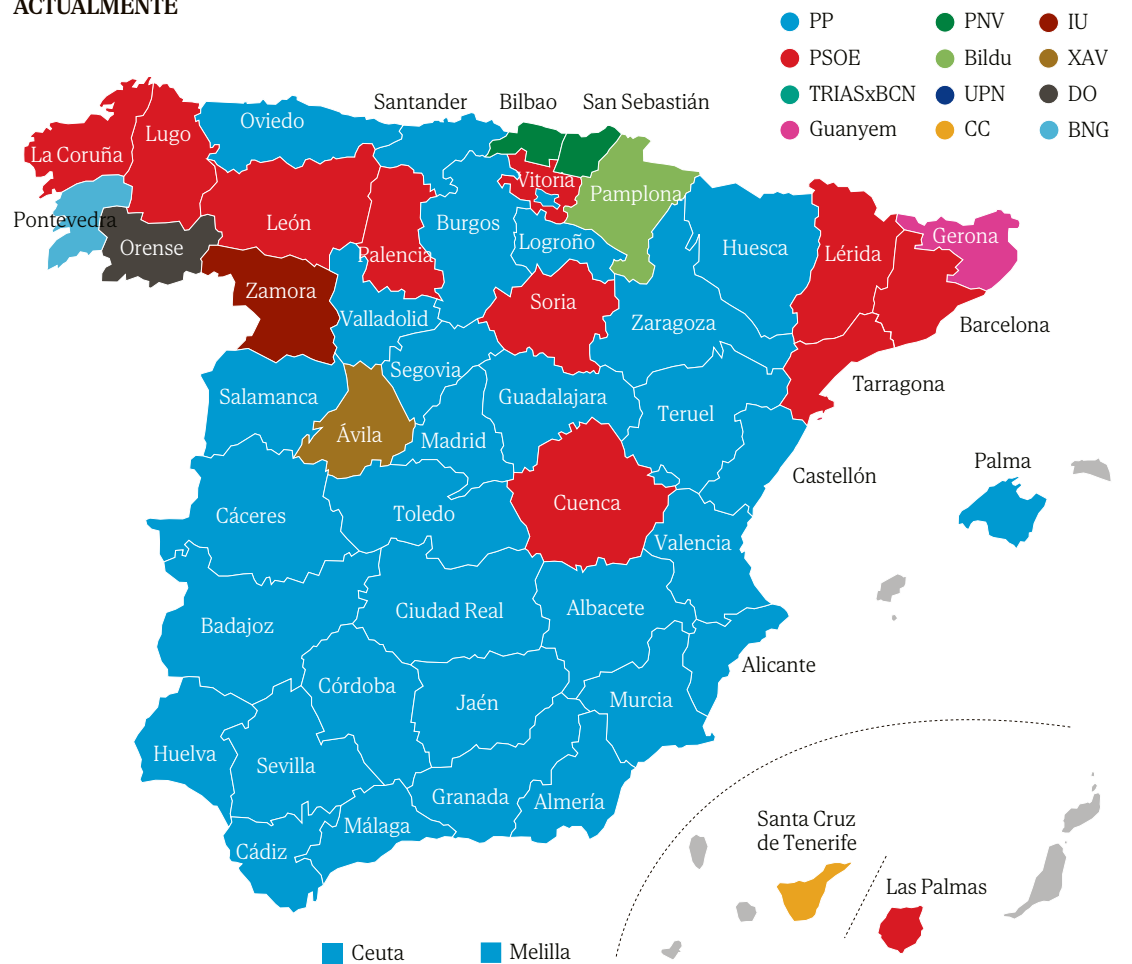 ACTUALMENTE
PP
PSOE
TRIASxBCN
Guanyem
PNV
Bildu
UPN
CC
IU
XAV
DO
BNG
Santander
Bilbao
San Sebastián
Oviedo
Lugo
La Coruña
Vitoria
Pamplona
Pontevedra
Orense
León
Palencia
Burgos
Logroño
Huesca
Lérida
Gerona
Zamora
Valladolid
Soria
Zaragoza
Barcelona
Segovia
Salamanca
Guadalajara
Teruel
Tarragona
Ávila
Madrid
Castellón
Palma
Cáceres
Toledo
Cuenca
Valencia
Badajoz
Ciudad Real
Albacete
Alicante
Córdoba
Jaén
Murcia
Huelva
Sevilla
Granada
Almería
Málaga
Cádiz
Santa Cruz
de Tenerife
Las Palmas
Ceuta
Melilla